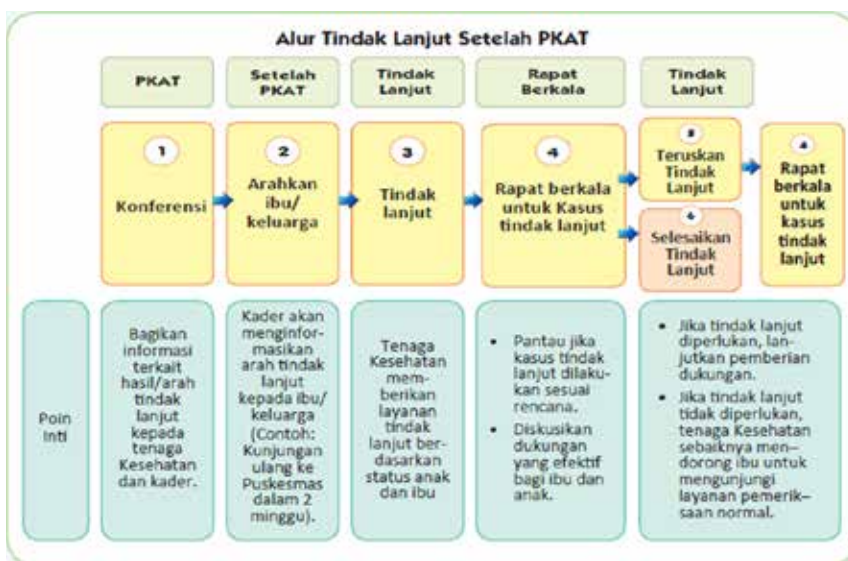 Alur Tindak Lanjut Setelah PKAT
PKAT
Setelah
PKAT
Tindak
Lanjut
Rapat
Berkala
Tindak
Lanjut
1
Konferensi
2
Arahkan
ibu/
keluarga
3
Tindak
lanjut
4
Rapat berkala
untuk Kasus
tindak lanjut
Teruskan
Tindak
Lanjut
Selesaikan
Tindak
Lanjut
4
Rapat
berkala
untuk
kasus
tindak
lanjut
Poin
Inti
Bagikan
informasi
terkait
hasil/arah
tindak
lanjut
kepada
tenaga
Kesehatan
dan kader.
Kader akan
menginfor-
masikan
arah tindak
lanjut
kepada ibu/
keluarga
(Contoh:
Kunjungan
ulang ke
Puskesmas
dalam 2
minggu).
Tenaga
Kesehatan
mem-
berikan
layanan
tindak
lanjut ber-
dasarkan
status anak
dan ibu
• Pantau jika
kasus tindak
lanjut dilaku-
kan sesuai
rencana.
• Diskusikan
dukungan
yang efektif
bagi ibu dan
anak.
• Jika tindak lanjut
diperlukan, lan-
jutkan pemberian
dukungan.
• Jika tindak lanjut
tidak diperlukan,
tenaga Kesehatan
sebaiknya men-
dorong ibu untuk
mengunjungi
layanan pemerik-
saan normal.